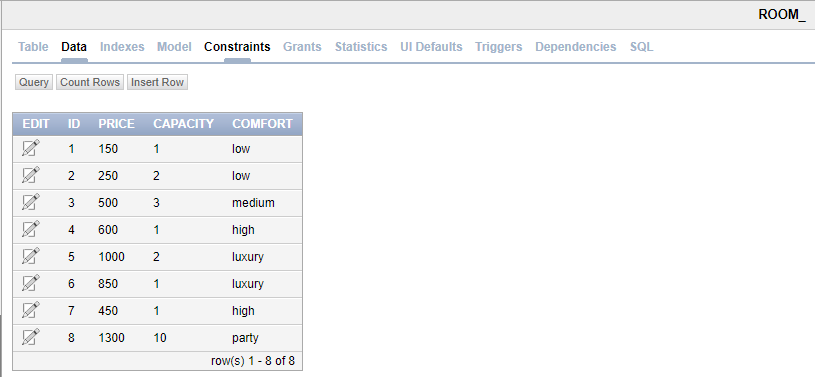 ROOM_
Table Data Indexes Model Constraints Grants Statistics UI Defaults Triggers Dependencies SQL
Query Count Rows Insert Row
EDIT ID PRICE CAPACITY COMFORT
1 150 1 low
2 250 2 low
3 500 3 medium
4 600 1 high
5 1000 2 luxury
6 850 1 luxury
7 450 1 high
8 1300 10 party
row(s) 1 - 8 of 8